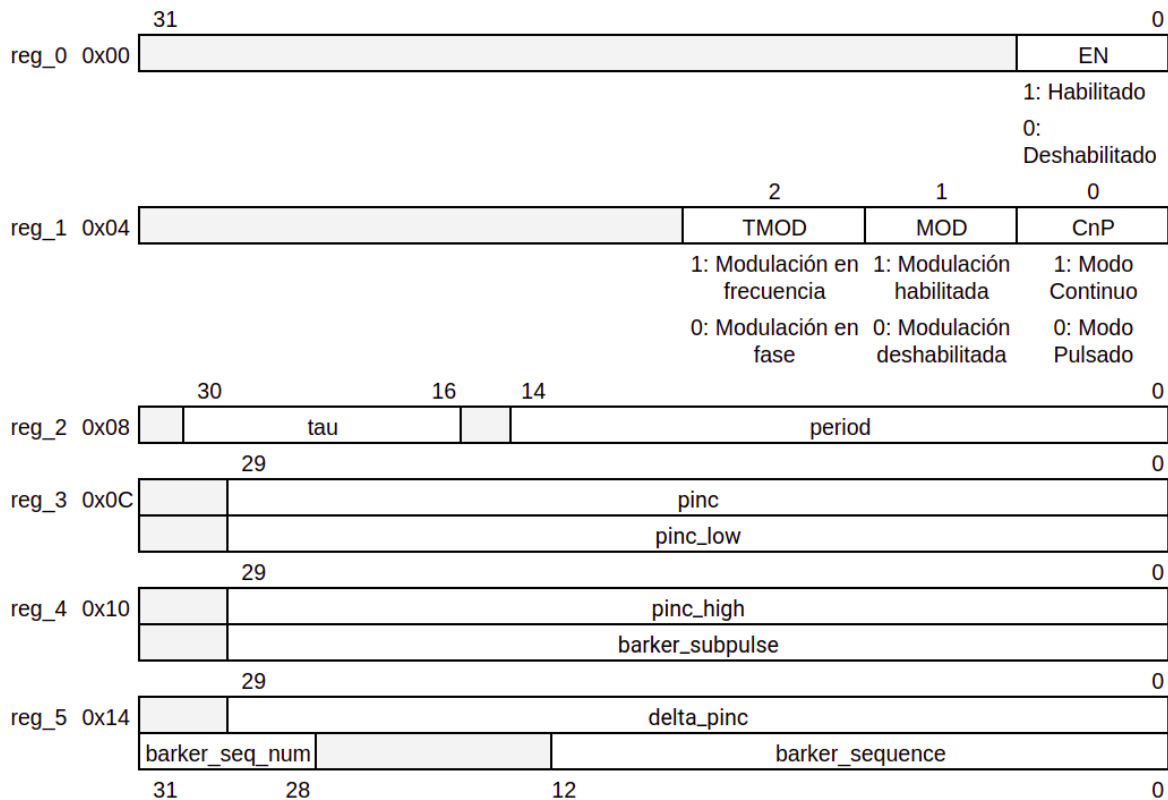 31 0
reg_0 0x00 EN
1: Habilitado
0:
Deshabilitado
2 1 0
reg_1 0x04 TMOD MOD CnP
1: Modulación en 1: Modulación 1: Modo
frecuencia habilitada Continuo
0: Modulación en 0: Modulación 0: Modo
fase deshabilitada Pulsado
30 16 14 0
reg_2 0x08 tau period
29 0
reg_3 0x0C pinc
pinc_low
29 0
reg_4 0x10 pinc_high
barker_subpulse
29 0
reg_5 0x14 delta_pinc
barker_seq_num barker_sequence
31 28 12 0